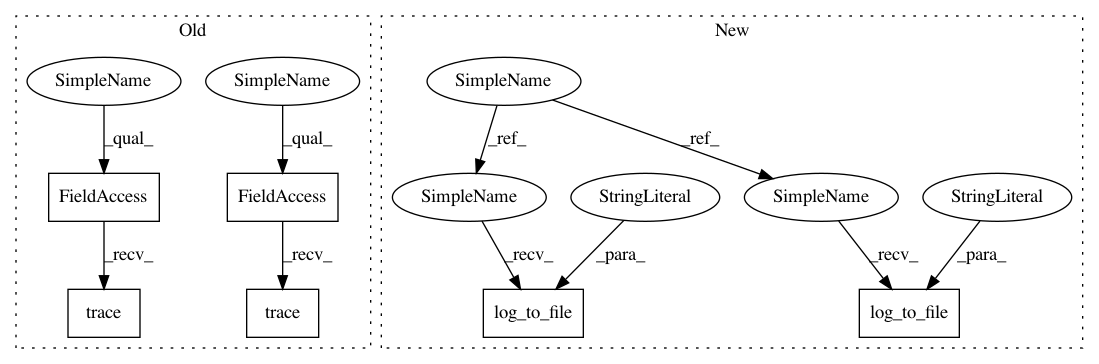 Old
New
SimpleName
SimpleName
SimpleName
_qual_
_qual_
_ref_
_ref_
FieldAccess
FieldAccess
SimpleName
StringLiteral
SimpleName
StringLiteral
_recv_
_recv_
_recv_
_para_
_recv_
_para_
trace
trace
log_to_file
log_to_file